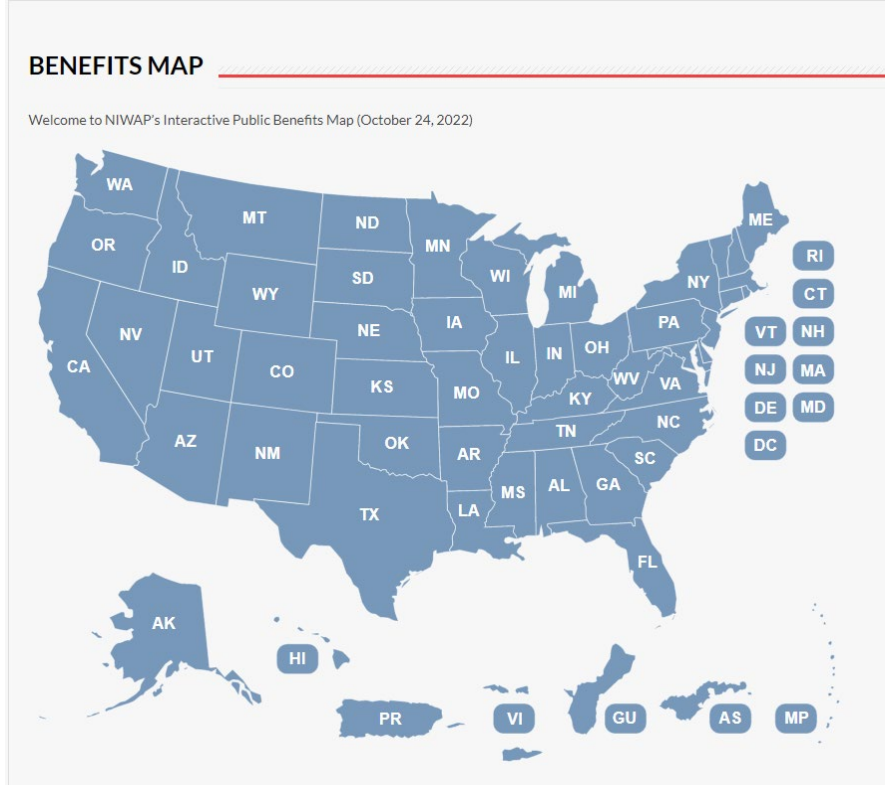 BENEFITS MAP
Welcome to NIWAP's Interactive Public Benefits Map (October 24, 2022)
WA
MT
ND
MN
ME
OR
ID
WY
SD
WI
MI
NY
RI
CT
NV
UT
CO
NE
IA
IL
IN
OH
PA
VT
NH
CA
KS
MO
KY
WV
VA
NJ
MA
AZ
NM
OK
AR
TN
NC
DE
MD
TX
LA
MS
AL
GA
SC
DC
FL
AK
HI
PR
VI
GU
AS
MP